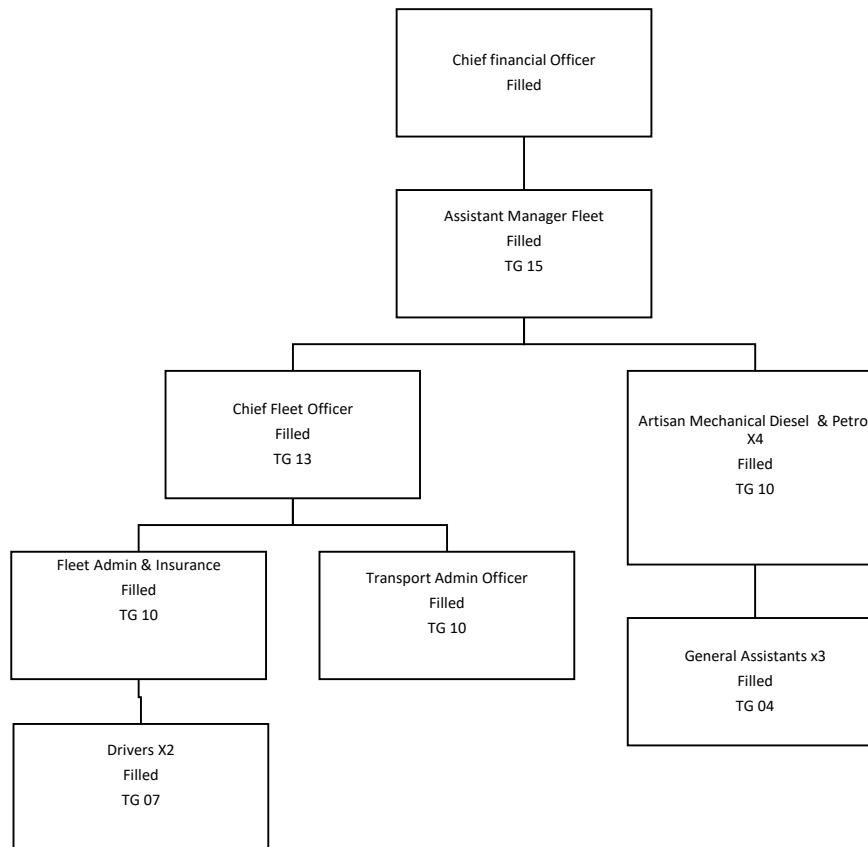 Chief financial Officer
Filled
Assistant Manager Fleet
Filled
TG 15
Chief Fleet Officer
Filled
TG 13
Artisan Mechanical Diesel & Petro
X4
Filled
TG 10
Fleet Admin & Insurance
Filled
TG 10
Transport Admin Officer
Filled
TG 10
General Assistants x3
Filled
TG 04
Drivers X2
Filled
TG 07